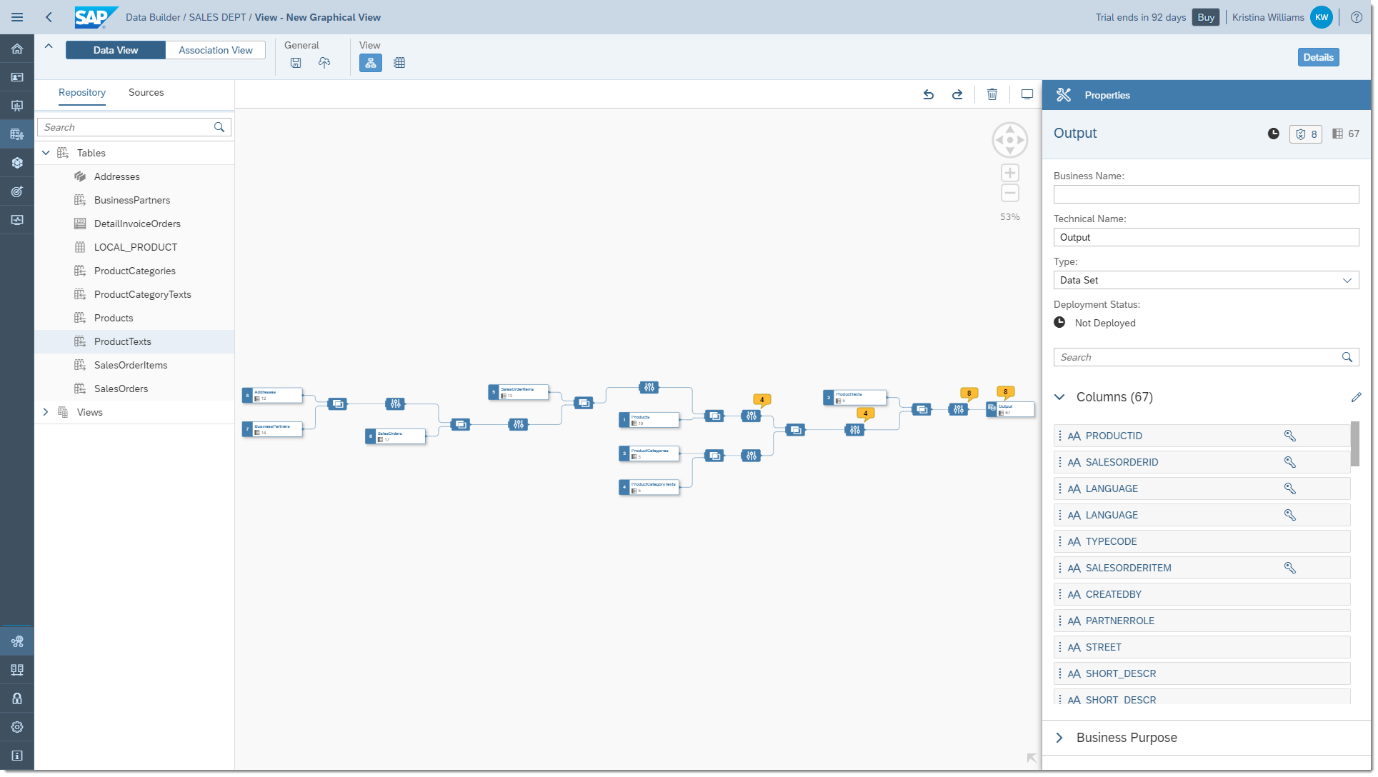 SAP
Data Builder / SALES DEPT / View - New Graphical View
Trial ends in 92 days
Buy
Kristina Williams
KW
Data View
Association View
General
View
Details
Repository
Sources
Search
Tables
Addresses
BusinessPartners
DetailInvoiceOrders
LOCAL_PRODUCT
ProductCategories
ProductCategoryTexts
Products
ProductTexts
SalesOrderItems
SalesOrders
Views
53%
Addresses
BusinessPartners
SalesOrders
SalesOrderItems
Products
ProductCategories
ProductCategoryTexts
4
ProductTexts
4
8
8
Output
67
Properties
Output
8
67
Business Name:
Technical Name:
Output
Type:
Data Set
Deployment Status:
Not Deployed
Search
Columns (67)
AA PRODUCTID
AA SALESORDERID
AA LANGUAGE
AA LANGUAGE
AA TYPECODE
AA SALESORDERITEM
AA CREATEDBY
AA PARTNERROLE
AA STREET
AA SHORT_DESCR
AA SHORT_DESCR
Business Purpose